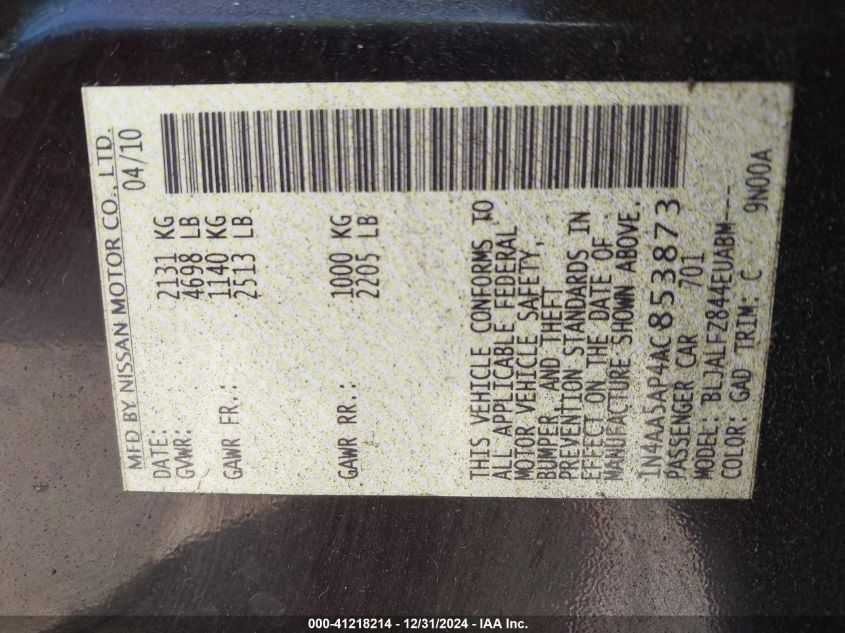 MFD BY NISSAN MOTOR CO., LTD.
DATE: 04/10
GVWR: 2131 KG
4698 LB
GAWR FR.: 1140 KG
2513 LB
GAWR RR.: 1000 KG
2205 LB
THIS VEHICLE CONFORMS TO
ALL APPLICABLE FEDERAL
MOTOR VEHICLE SAFETY,
BUMPER, AND THEFT
PREVENTION STANDARDS IN
EFFECT ON THE DATE OF
MANUFACTURE SHOWN ABOVE.
1N4AA5AP4AC853873
PASSENGER CAR 701
MODEL: BLJALFZ844EUABM----
COLOR: GAD TRIM: C 9N00A
000-41218214 - 12/31/2024 - IAA Inc.